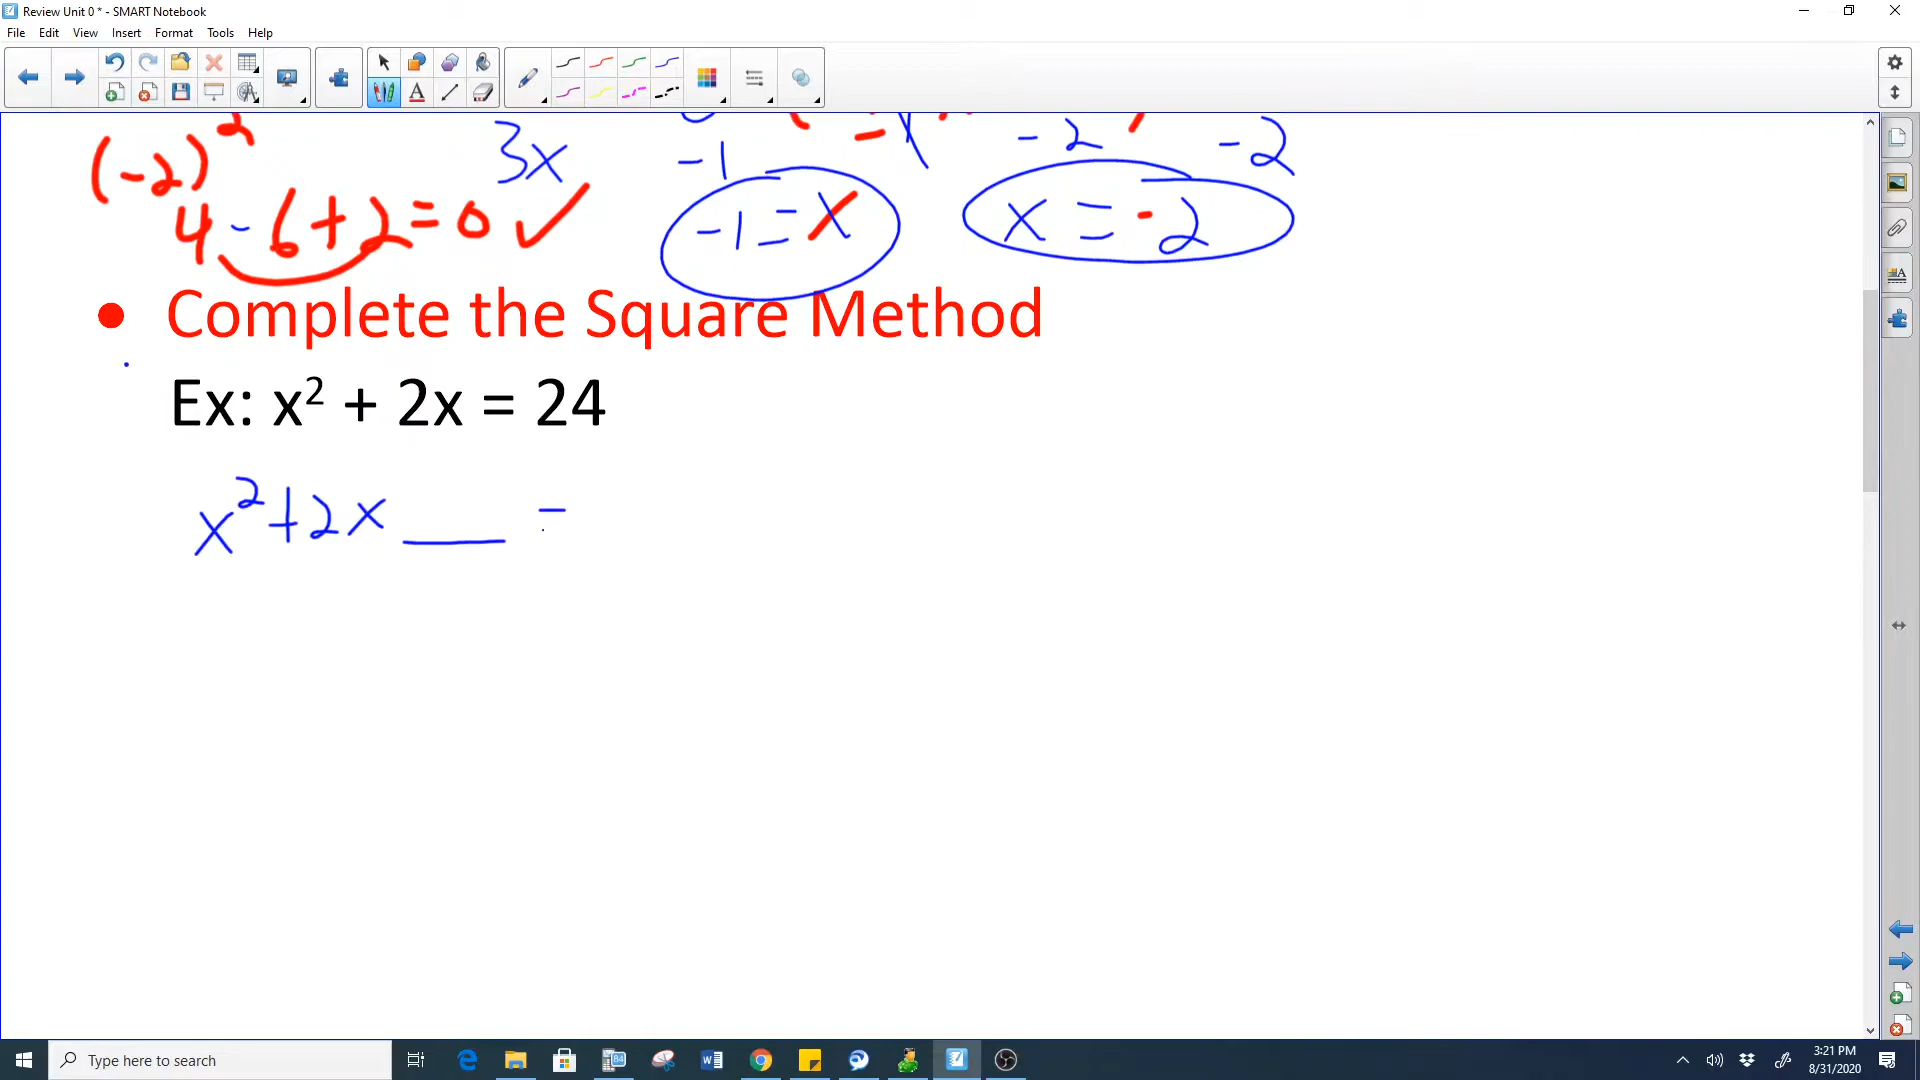 Review Unit 0 * - SMART Notebook
File Edit View Insert Format Tools Help
(-2)² 3x -1 - 2 - 2
4 - 6 + 2 = 0 ✓ -1 = - x x = - 2
• Complete the Square Method
Ex: x² + 2x = 24
x² + 2x ___ -
Type here to search
84
3:21 PM
8/31/2020